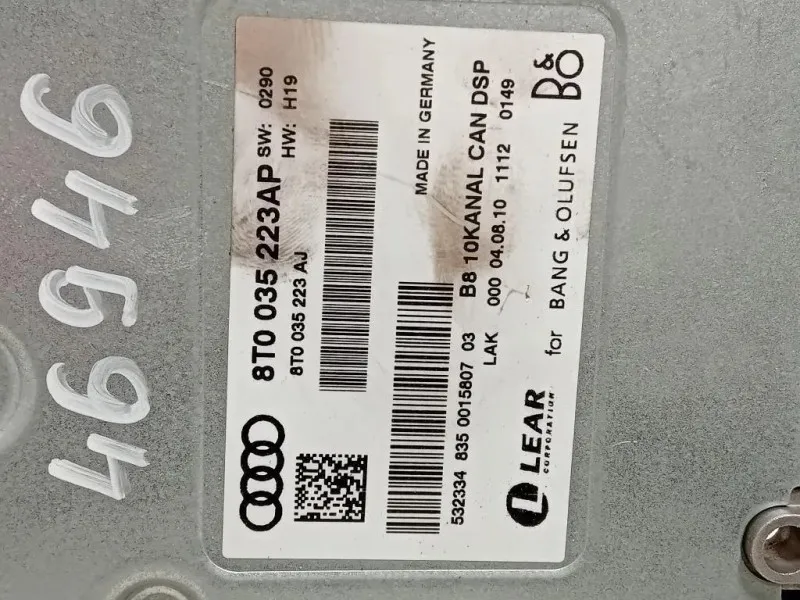 8T0 035 223AP SW: 0290
8T0 035 223 AJ HW: H19
MADE IN GERMANY
532334 835 0015807 03 B8 10KANAL CAN DSP
LAK 000 04.08.10 1112 0149
LEAR for BANG & OLUFSEN B&O
CORPORATION